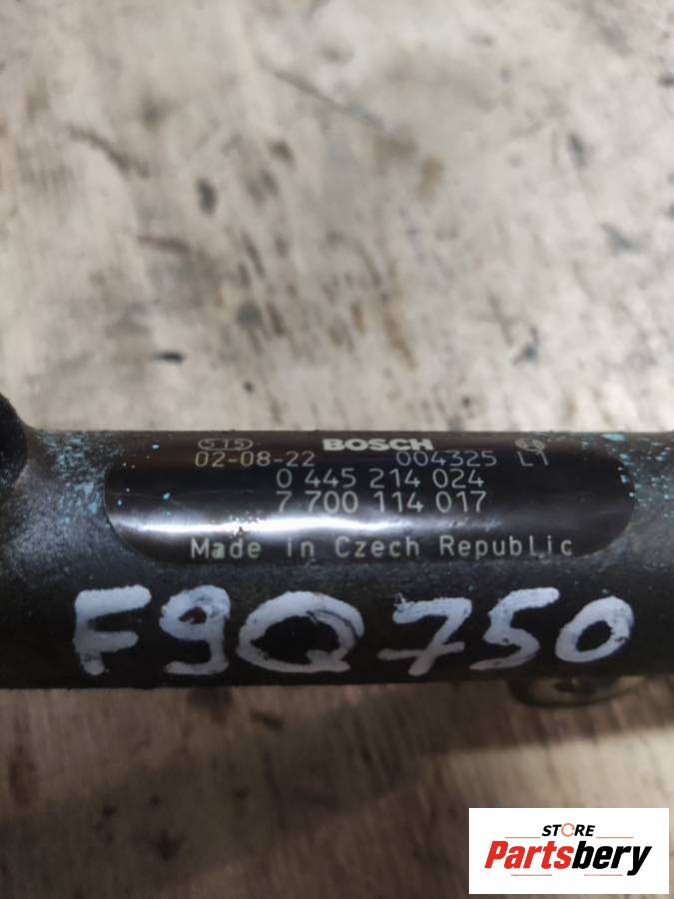 515 BOSCH
02-08-22 004325 L1
0 445 214 024
7 700 114 017
Made in Czech Republic
F9Q750
STORE
Partsbery